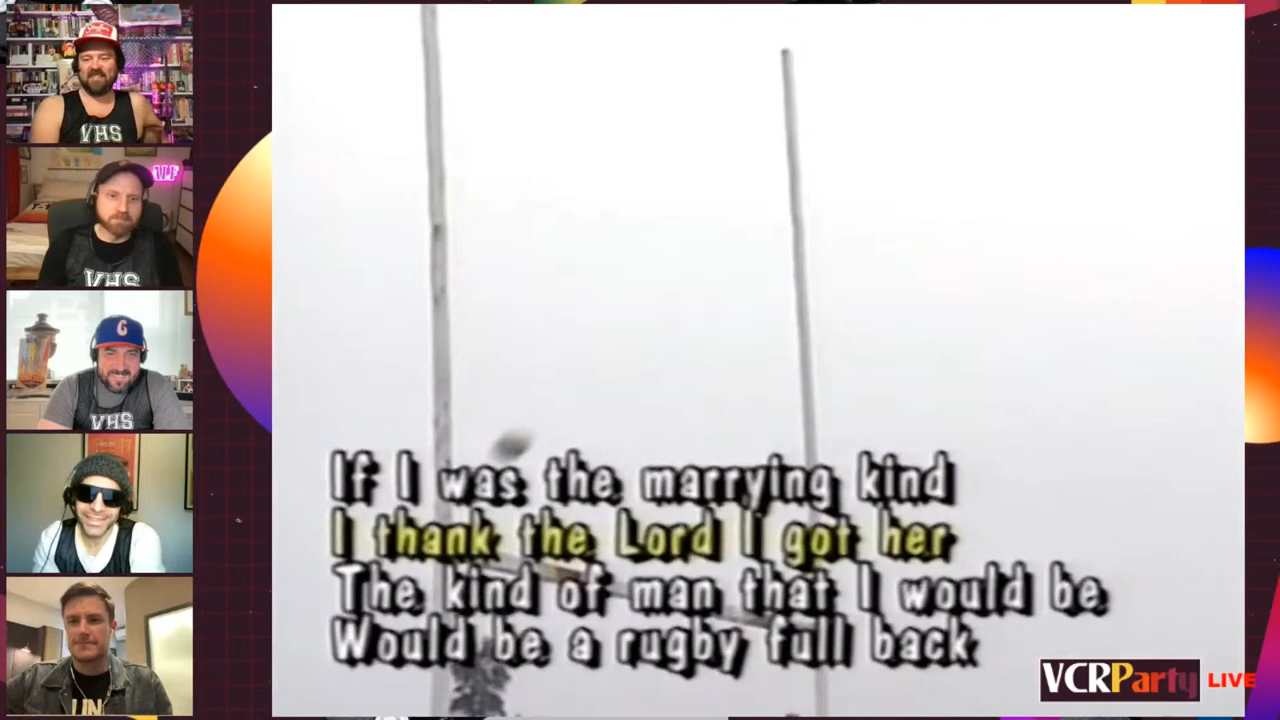 VHS
VHS
VHS
If I was the marrying kind
I thank the Lord I got her
The kind of man that I would be
Would be a rugby full back
VCRParty LIVE